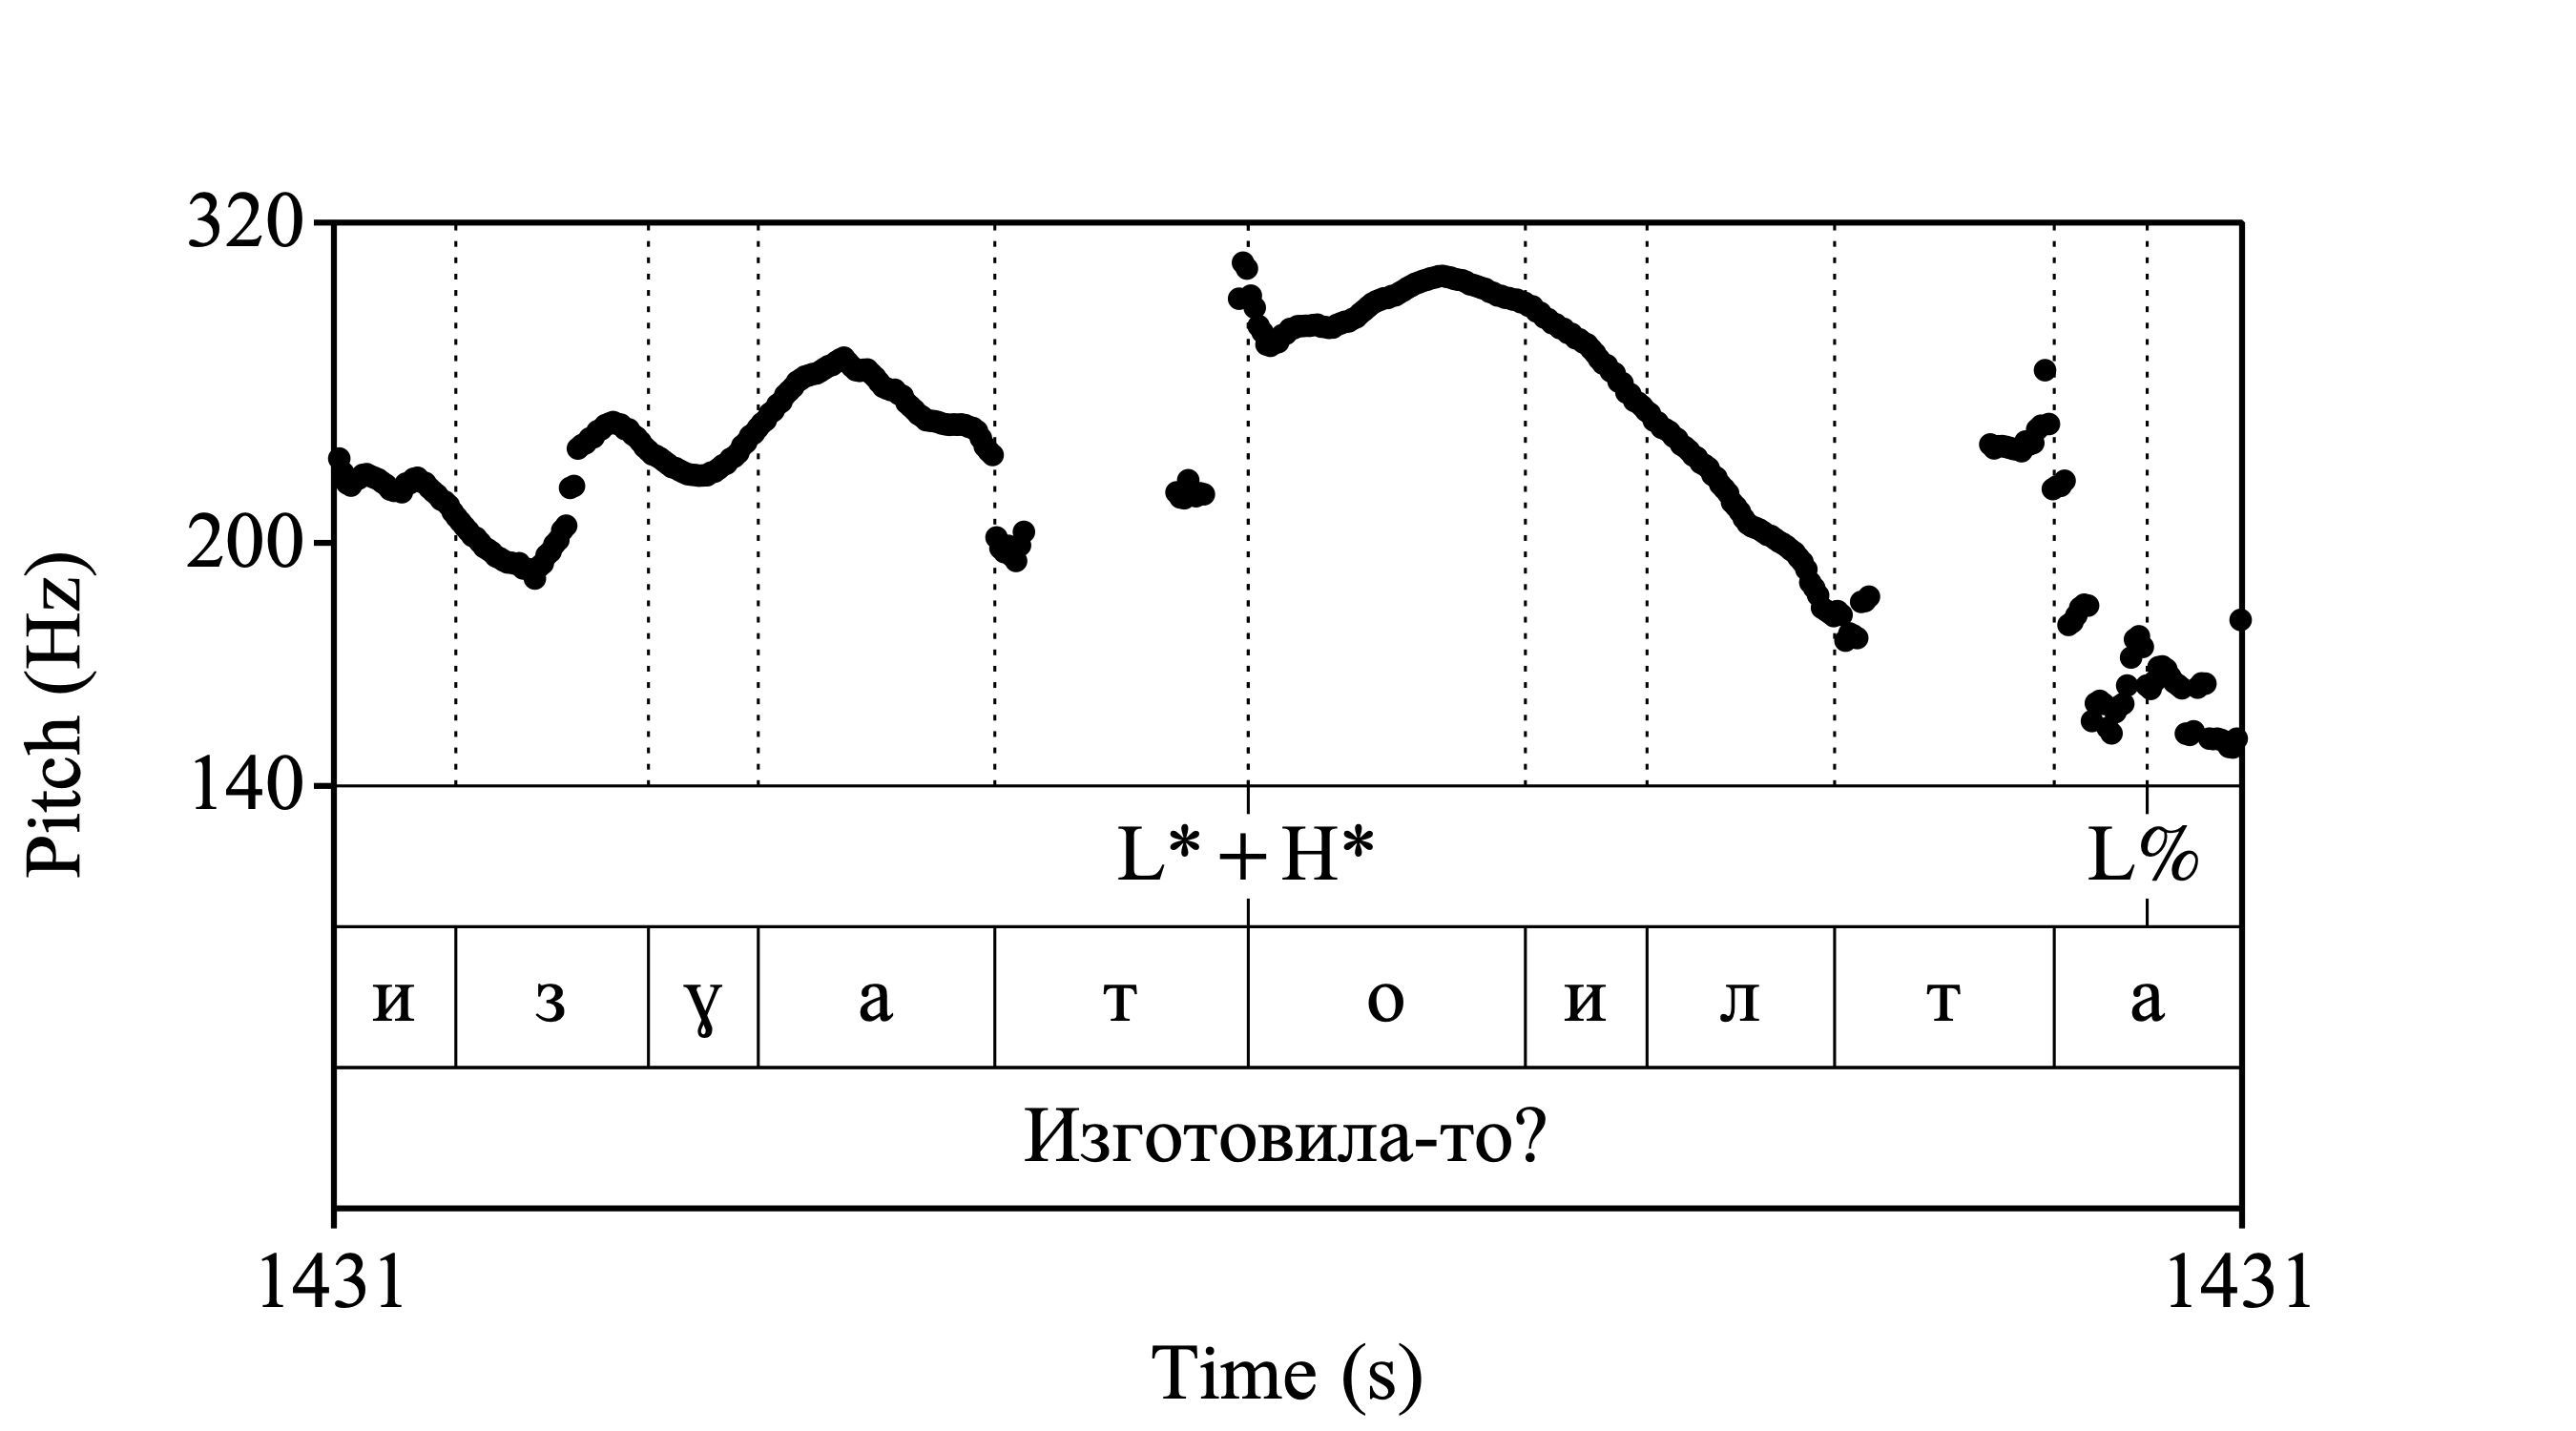 320
200
140
Pitch (Hz)
L*+H* L%
и з ɣ а т о и л т а
Изготовила-то?
1431 1431
Time (s)